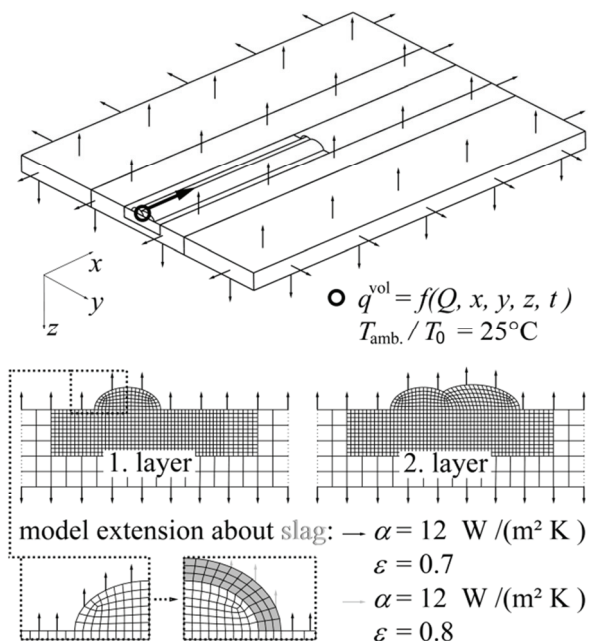 x
y
z
q^vol = f(Q, x, y, z, t )
T_amb. / T_0 = 25°C
1. layer
2. layer
model extension about slag: → α = 12 W /(m² K )
ε = 0.7
→ α = 12 W /(m² K )
ε = 0.8